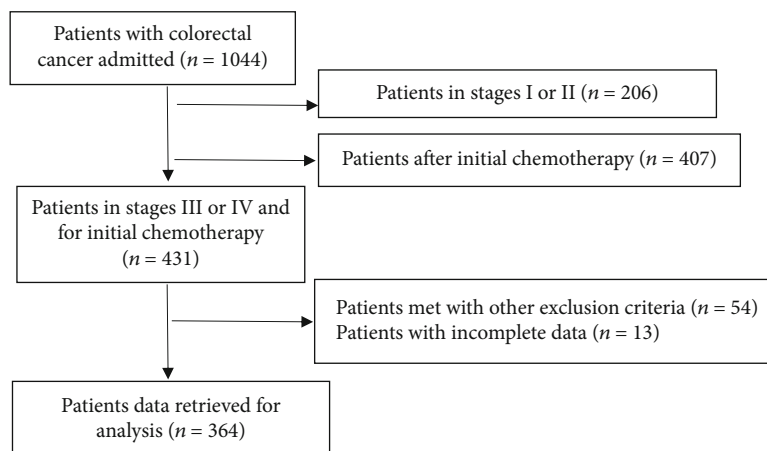 Patients with colorectal
cancer admitted (n = 1044)
Patients in stages I or II (n = 206)
Patients after initial chemotherapy (n = 407)
Patients in stages III or IV and
for initial chemotherapy
(n = 431)
Patients met with other exclusion criteria (n = 54)
Patients with incomplete data (n = 13)
Patients data retrieved for
analysis (n = 364)